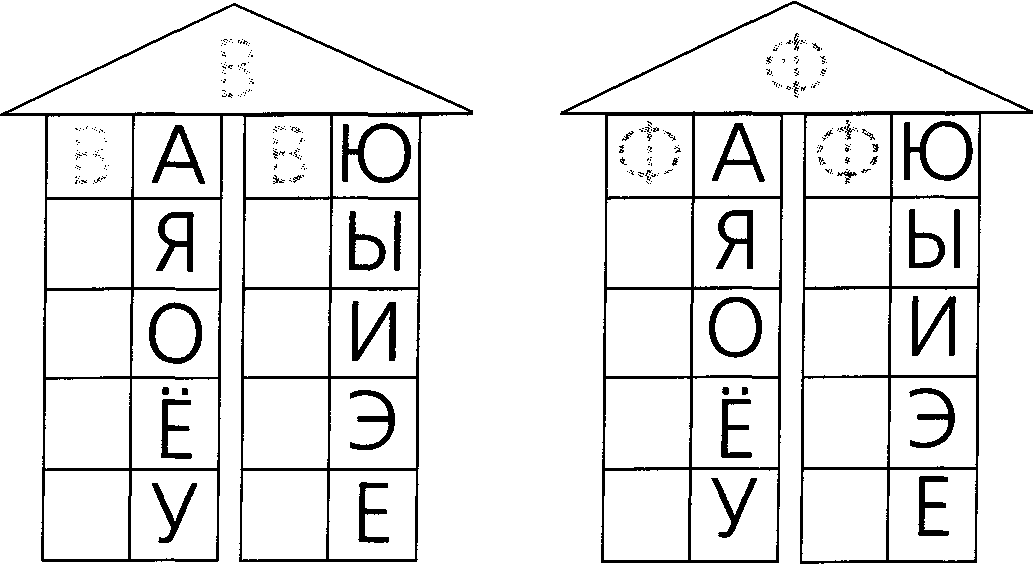 В
В А В Ю
Я Ы
О И
Ё Э
У Е
Ф
Ф А Ф Ю
Я Ы
О И
Ё Э
У Е